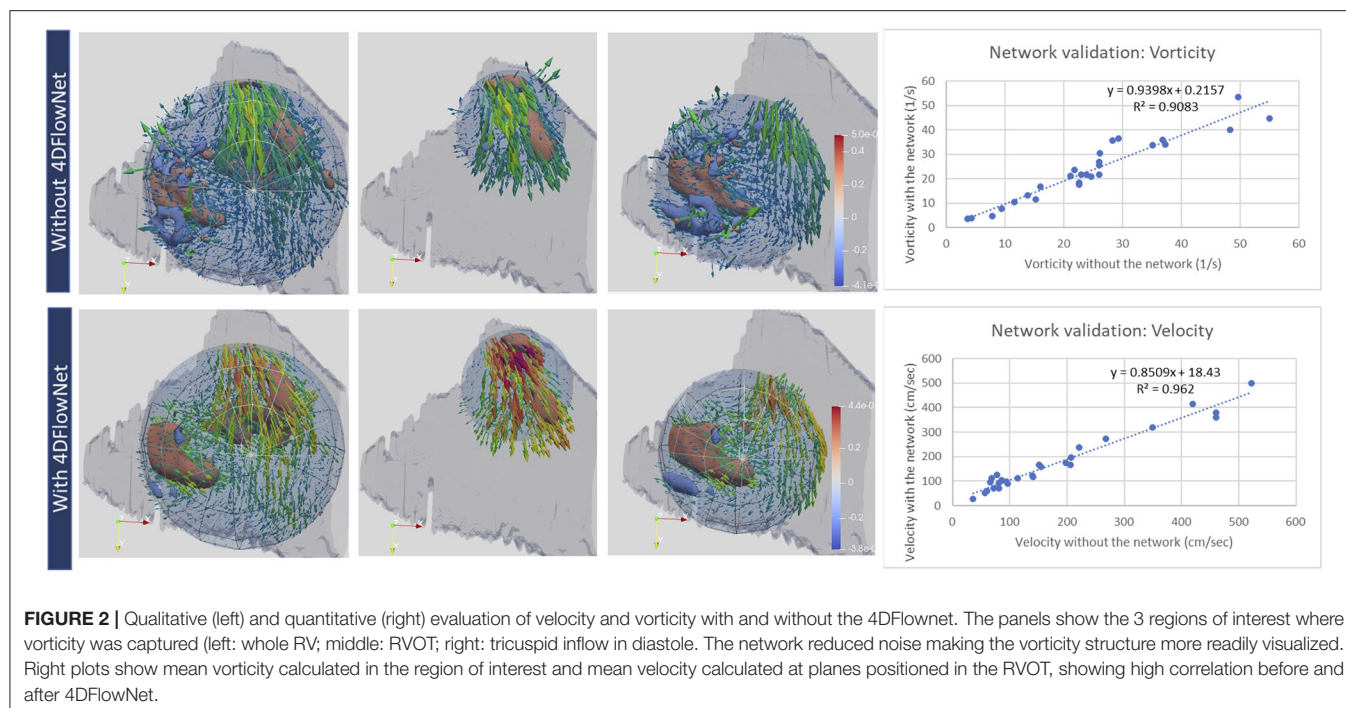 Without 4DFlowNet
5.0e-0
0.2
0
-0.2
-4.1e-0
X
Y
Network validation: Vorticity
Vorticity with the network (1/s)
60
50
40
30
20
10
0
y = 0.9398x + 0.2157
R² = 0.9083
0 10 20 30 40 50 60
Vorticity without the network (1/s)
With 4DFlowNet
4.4e-0
0.2
0
-0.2
-3.8e-0
X
Y
Network validation: Velocity
Velocity with the network (cm/sec)
600
500
400
300
200
100
0
y = 0.8509x + 18.43
R² = 0.962
0 100 200 300 400 500 600
Velocity without the network (cm/sec)
FIGURE 2 | Qualitative (left) and quantitative (right) evaluation of velocity and vorticity with and without the 4DFlownet. The panels show the 3 regions of interest where
vorticity was captured (left: whole RV; middle: RVOT; right: tricuspid inflow in diastole. The network reduced noise making the vorticity structure more readily visualized.
Right plots show mean vorticity calculated in the region of interest and mean velocity calculated at planes positioned in the RVOT, showing high correlation before and
after 4DFlowNet.